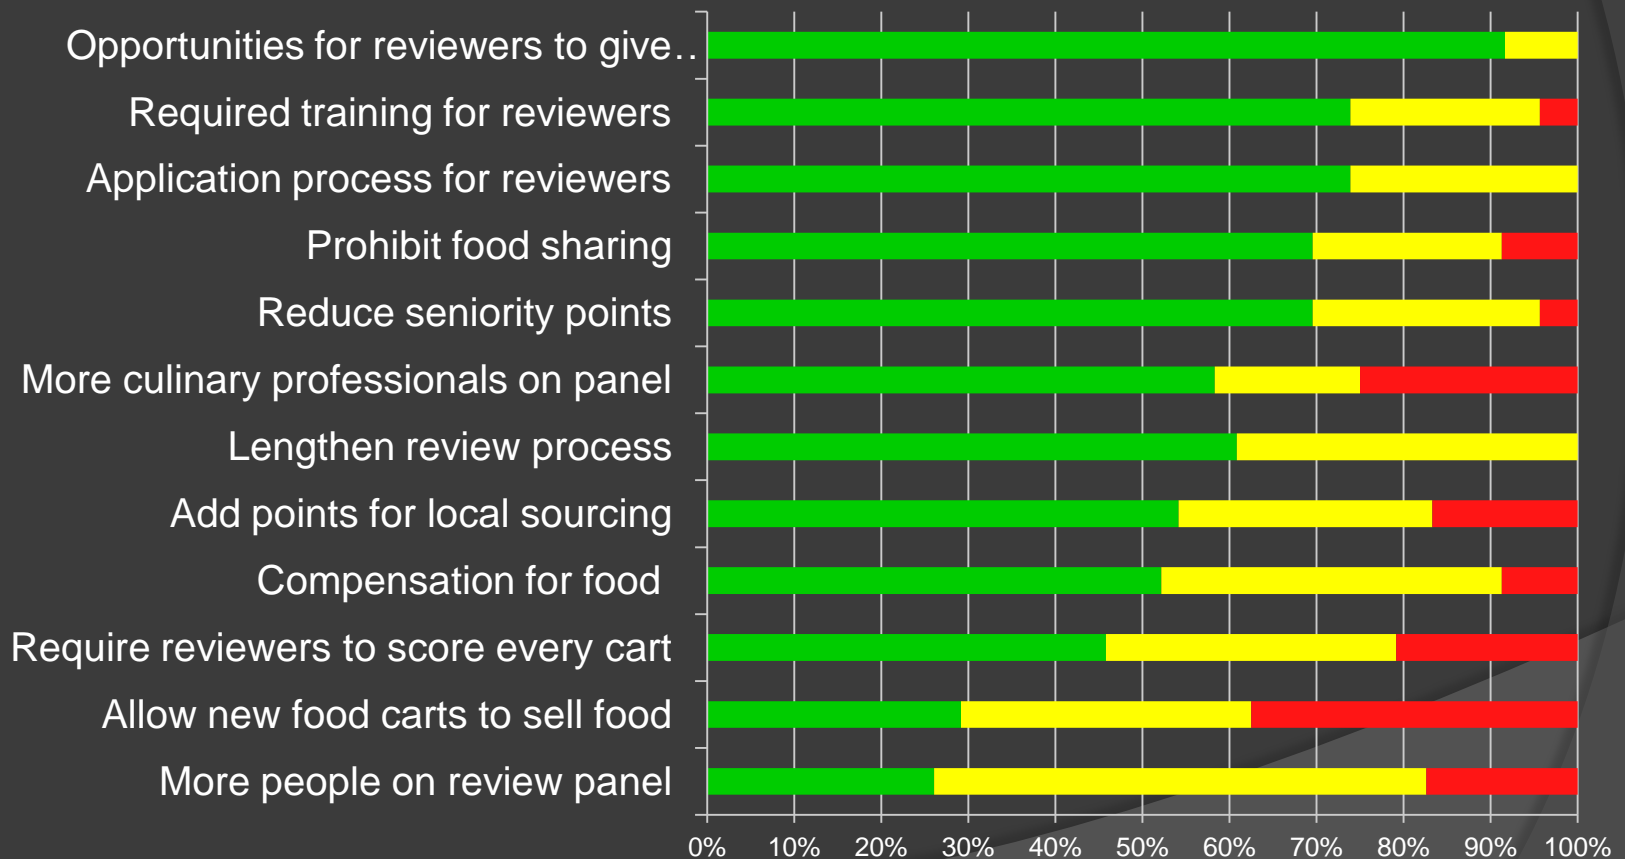 Opportunities for reviewers to give..
Required training for reviewers
Application process for reviewers
Prohibit food sharing
Reduce seniority points
More culinary professionals on panel
Lengthen review process
Add points for local sourcing
Compensation for food
Require reviewers to score every cart
Allow new food carts to sell food
More people on review panel
0% 10% 20% 30% 40% 50% 60% 70% 80% 90% 100%